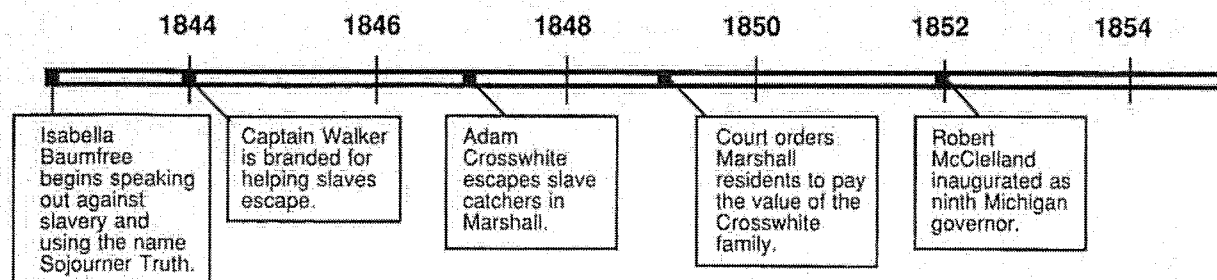 1844 1846 1848 1850 1852 1854
Isabella
Baumfree
begins speaking
out against
slavery and
using the name
Sojourner Truth.
Captain Walker
is branded for
helping slaves
escape.
Adam
Crosswhite
escapes slave
catchers in
Marshall.
Court orders
Marshall
residents to pay
the value of the
Crosswhite
family.
Robert
McClelland
inaugurated as
ninth Michigan
governor.